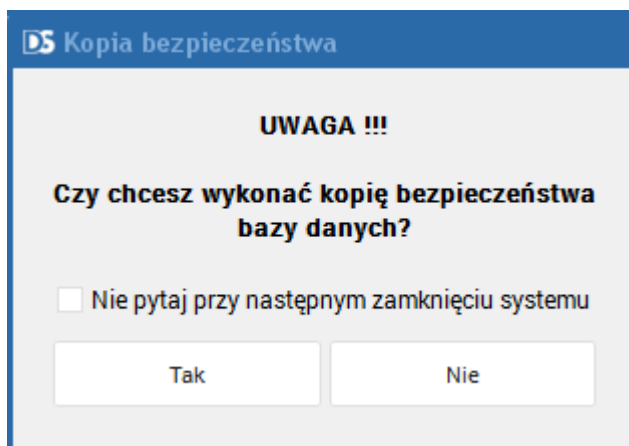 DS Kopia bezpieczeństwa
UWAGA !!!
Czy chcesz wykonać kopię bezpieczeństwa
bazy danych?
Nie pytaj przy następnym zamknięciu systemu
Tak
Nie